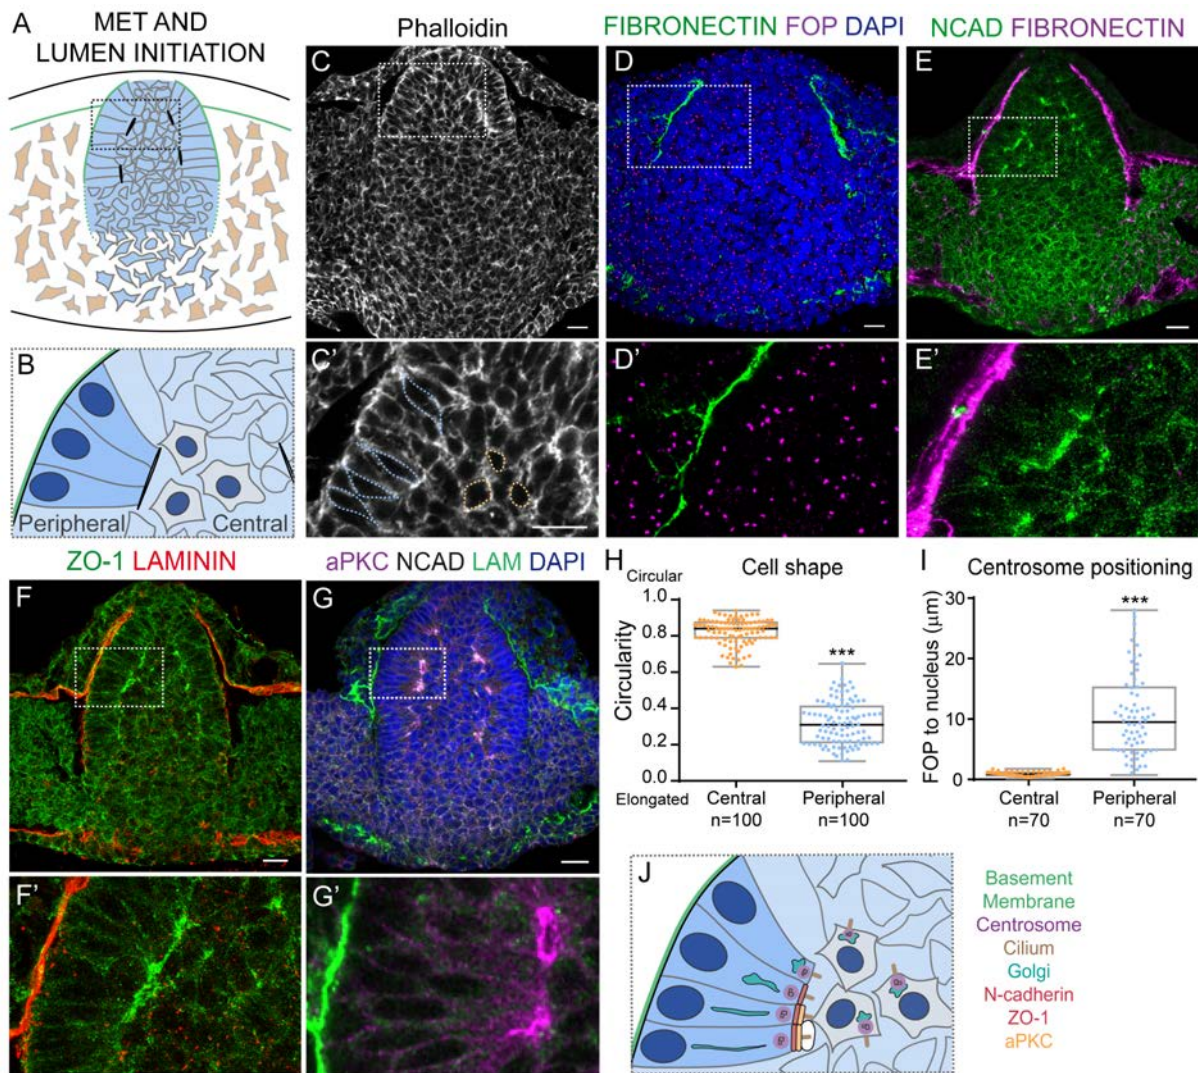 A
MET AND
LUMEN INITIATION
B
Peripheral
Central
Phalloidin
C
C'
FIBRONECTIN FOP DAPI
D
D'
NCAD FIBRONECTIN
E
E'
ZO-1 LAMININ
F
F'
aPKC NCAD LAM DAPI
G
G'
H
Cell shape
Circular
1.0
0.8
0.6
0.4
0.2
0.0
Circularity
***
Elongated
Central
n=100
Peripheral
n=100
I
Centrosome positioning
FOP to nucleus (μm)
30
20
10
0
***
Central
n=70
Peripheral
n=70
J
Basement
Membrane
Centrosome
Cilium
Golgi
N-cadherin
ZO-1
aPKC